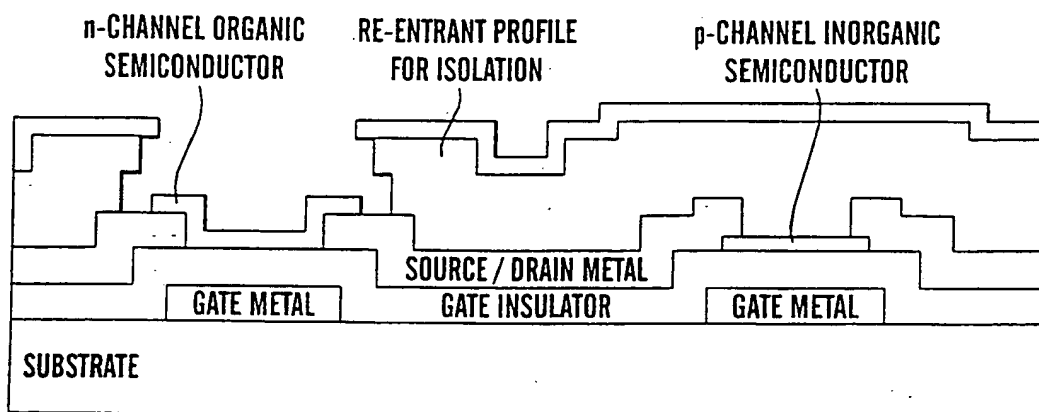 n-CHANNEL ORGANIC
SEMICONDUCTOR
RE-ENTRANT PROFILE
FOR ISOLATION
p-CHANNEL INORGANIC
SEMICONDUCTOR
SOURCE / DRAIN METAL
GATE METAL
GATE INSULATOR
GATE METAL
SUBSTRATE